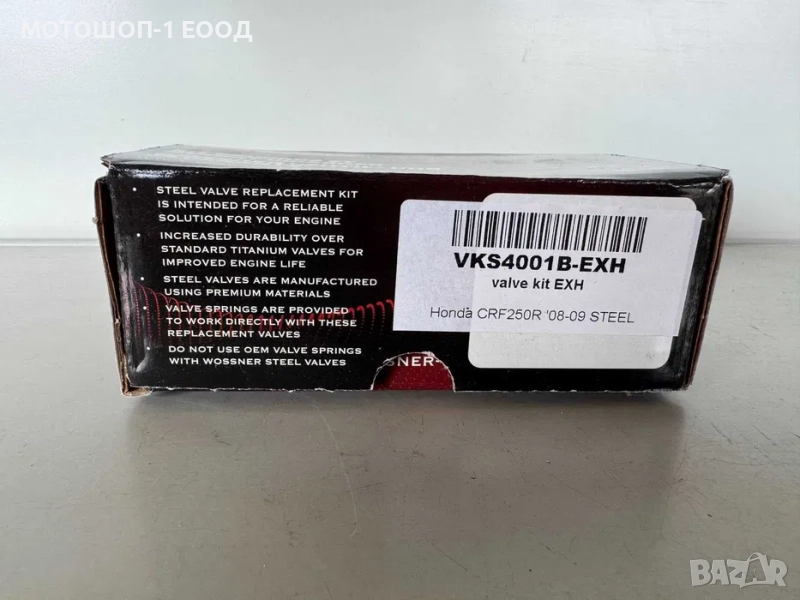 МОТОШОП-1 ЕООД
• STEEL VALVE REPLACEMENT KIT
IS INTENDED FOR A RELIABLE
SOLUTION FOR YOUR ENGINE
• INCREASED DURABILITY OVER
STANDARD TITANIUM VALVES FOR
IMPROVED ENGINE LIFE
• STEEL VALVES ARE MANUFACTURED
USING PREMIUM MATERIALS
• VALVE SPRINGS ARE PROVIDED
TO WORK DIRECTLY WITH THESE
REPLACEMENT VALVES
• DO NOT USE OEM VALVE SPRINGS
WITH WOSSNER STEEL VALVES
VKS4001B-EXH
valve kit EXH
Honda CRF250R '08-09 STEEL
SSNER-
BAZAR